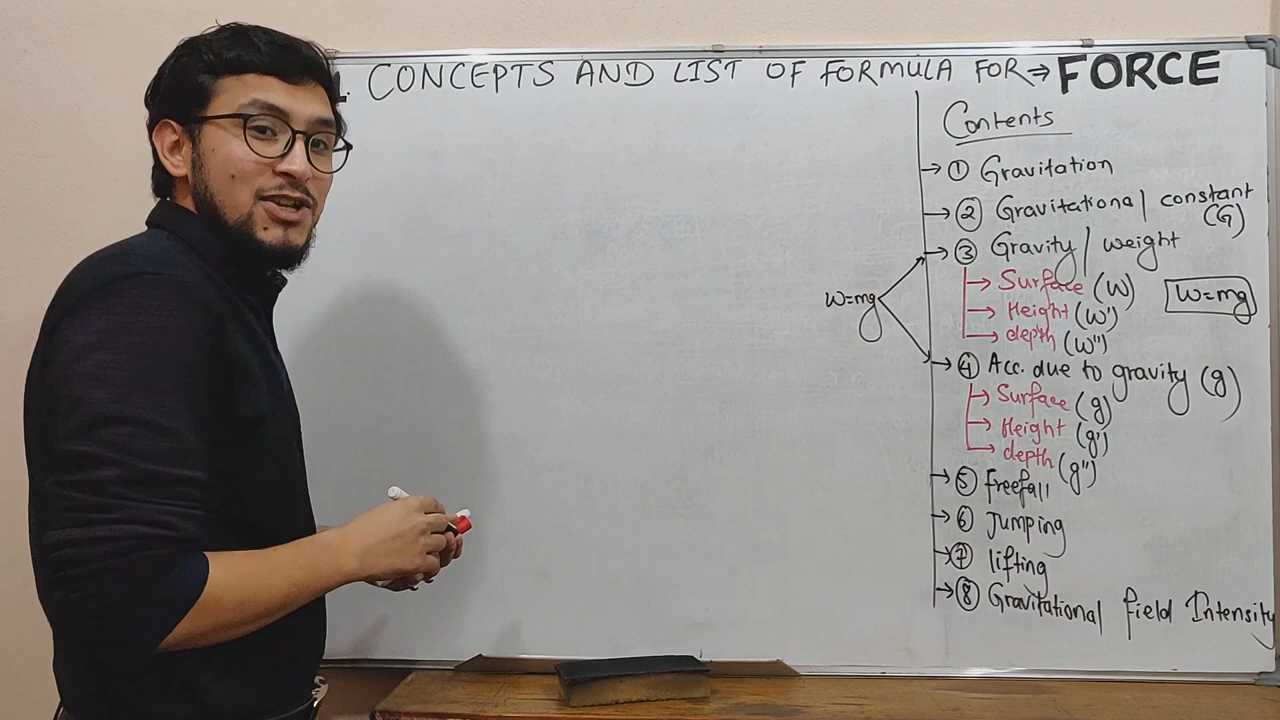 1. CONCEPTS AND LIST OF FORMULA FOR ⇒ FORCE
Contents
→ ① Gravitation
→ ② Gravitational constant
(G)
→ ③ Gravity / weight
→ Surface (W)
W=mg
→ Height (W')
→ depth (W'')
W=mg
→ ④ Acc. due to gravity (g)
→ Surface (g)
→ Height (g')
→ depth (g'')
→ ⑤ freefall
→ ⑥ Jumping
→ ⑦ lifting
→ ⑧ Gravitational field Intensity